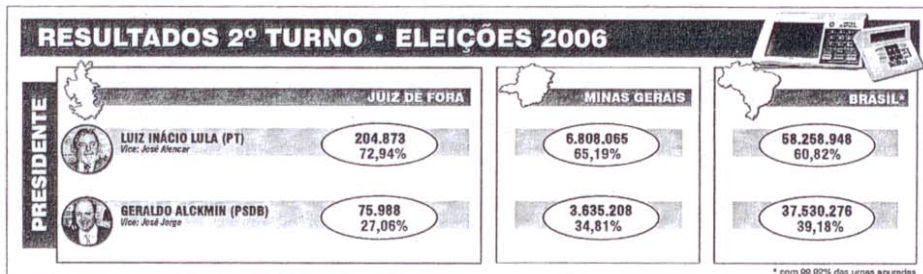 RESULTADOS 2º TURNO • ELEIÇÕES 2006
PRESIDENTE
JUIZ DE FORA
MINAS GERAIS
BRASIL*
LUIZ INÁCIO LULA (PT)
Vice: José Alencar
204.873
72,94%
6.808.065
65,19%
58.258.948
60,82%
GERALDO ALCKMIN (PSDB)
Vice: José Jorge
75.988
27,06%
3.635.208
34,81%
37.530.276
39,18%
* com 99,92% das urnas apuradas